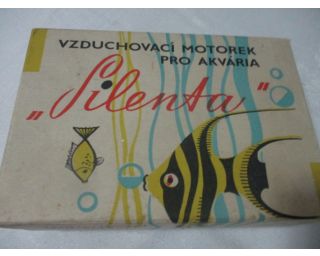 VZDUCHOVACÍ MOTOREK
PRO AKVÁRIA
„Silenta"